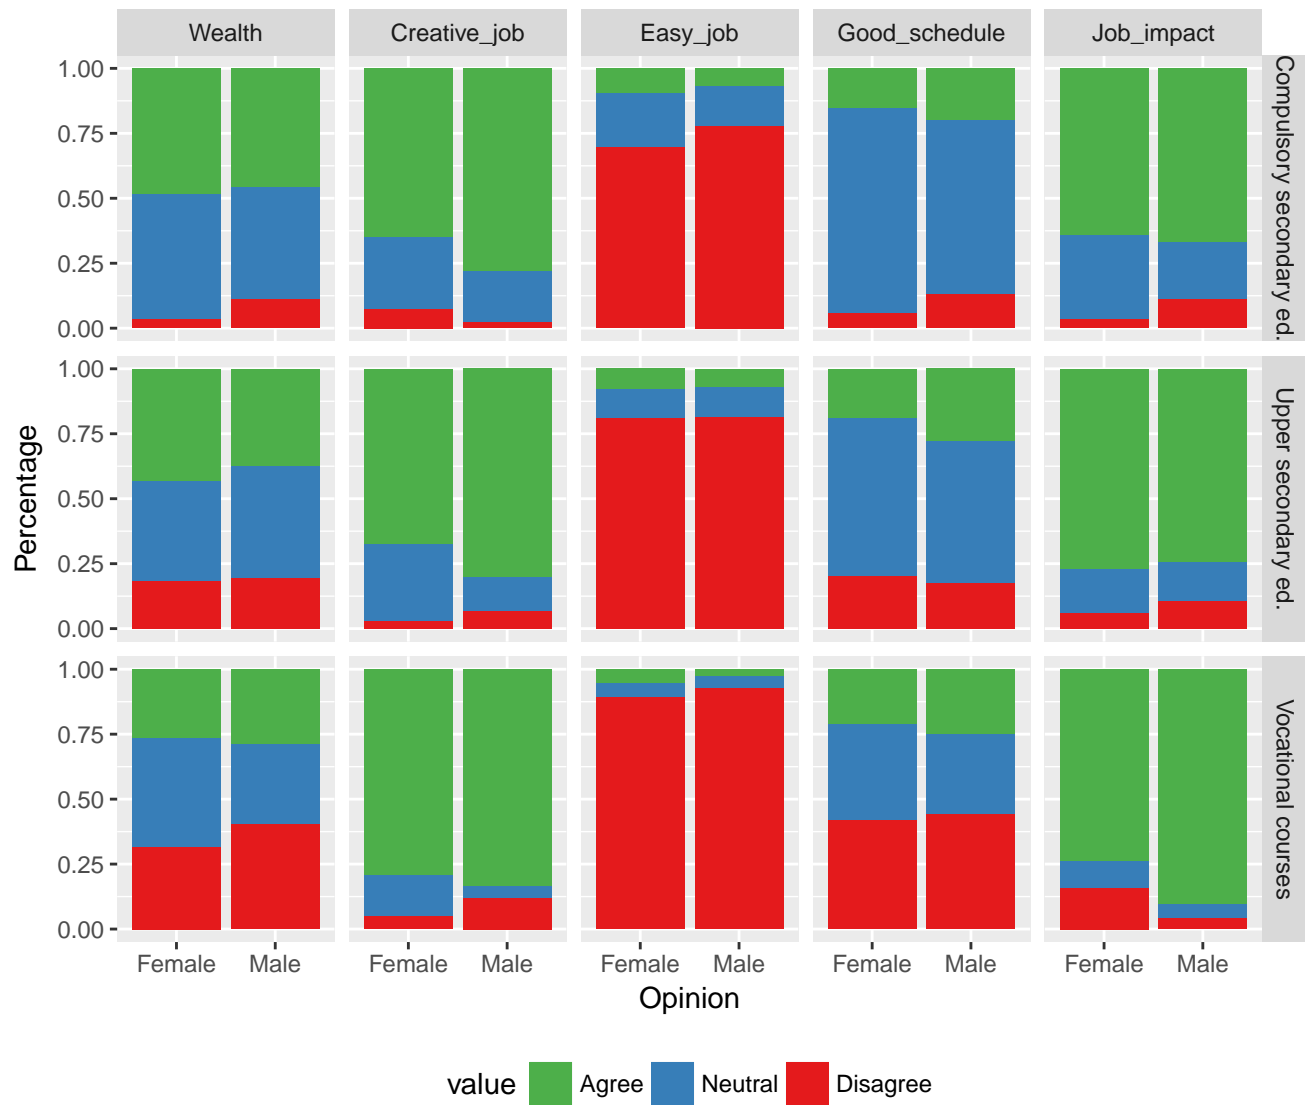 Wealth Creative_job Easy_job Good_schedule Job_impact
1.00
0.75
0.50
0.25
0.00
Compulsory secondary ed.
1.00
0.75
0.50
0.25
0.00
Upper secondary ed.
1.00
0.75
0.50
0.25
0.00
Vocational courses
Percentage
Female Male Female Male Female Male Female Male Female Male
Opinion
value Agree Neutral Disagree